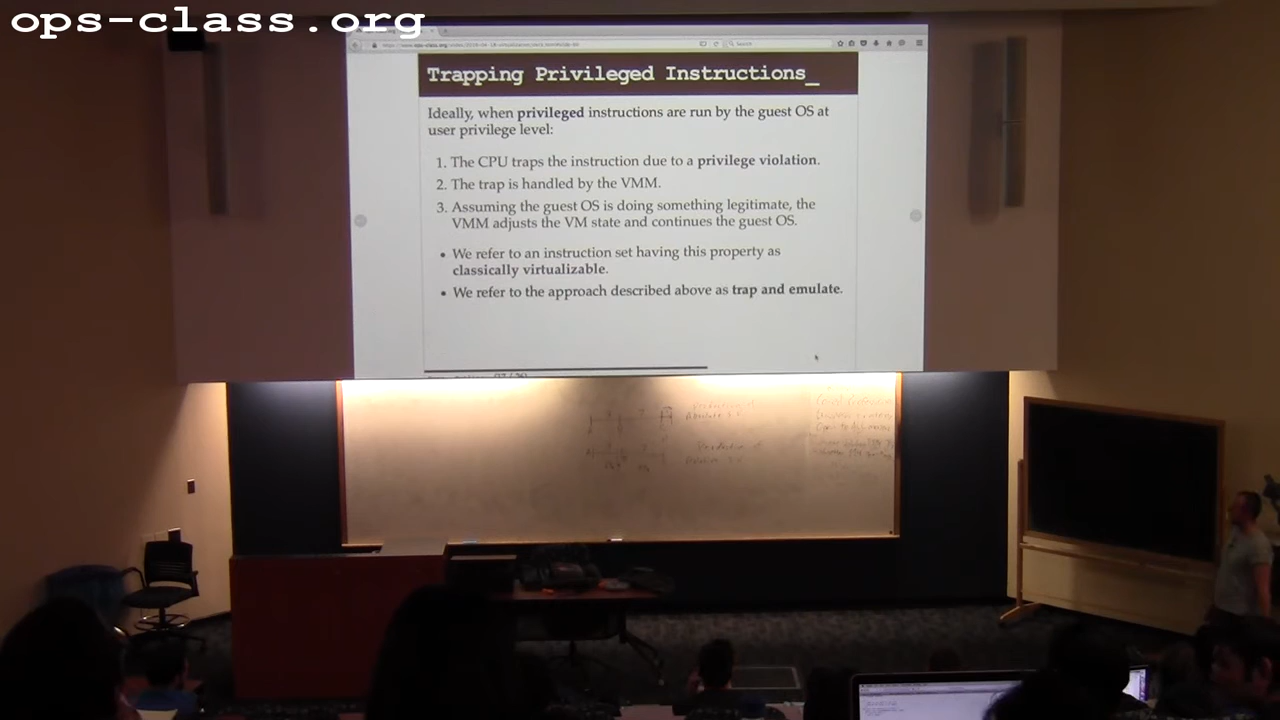 ops-class.org
Search
Trapping Privileged Instructions_
Ideally, when privileged instructions are run by the guest OS at
user privilege level:
1. The CPU traps the instruction due to a privilege violation.
2. The trap is handled by the VMM.
3. Assuming the guest OS is doing something legitimate, the
VMM adjusts the VM state and continues the guest OS.
• We refer to an instruction set having this property as
classically virtualizable.
• We refer to the approach described above as trap and emulate.